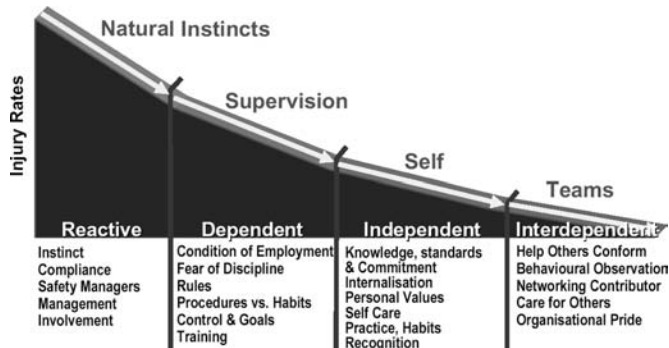 Natural Instincts
Supervision
Self
Teams
Injury Rates
Reactive
Instinct
Compliance
Safety Managers
Management
Involvement
Dependent
Condition of Employment
Fear of Discipline
Rules
Procedures vs. Habits
Control & Goals
Training
Independent
Knowledge, standards
& Commitment
Internalisation
Personal Values
Self Care
Practice, Habits
Recognition
Interdependent
Help Others Conform
Behavioural Observation
Networking Contributor
Care for Others
Organisational Pride